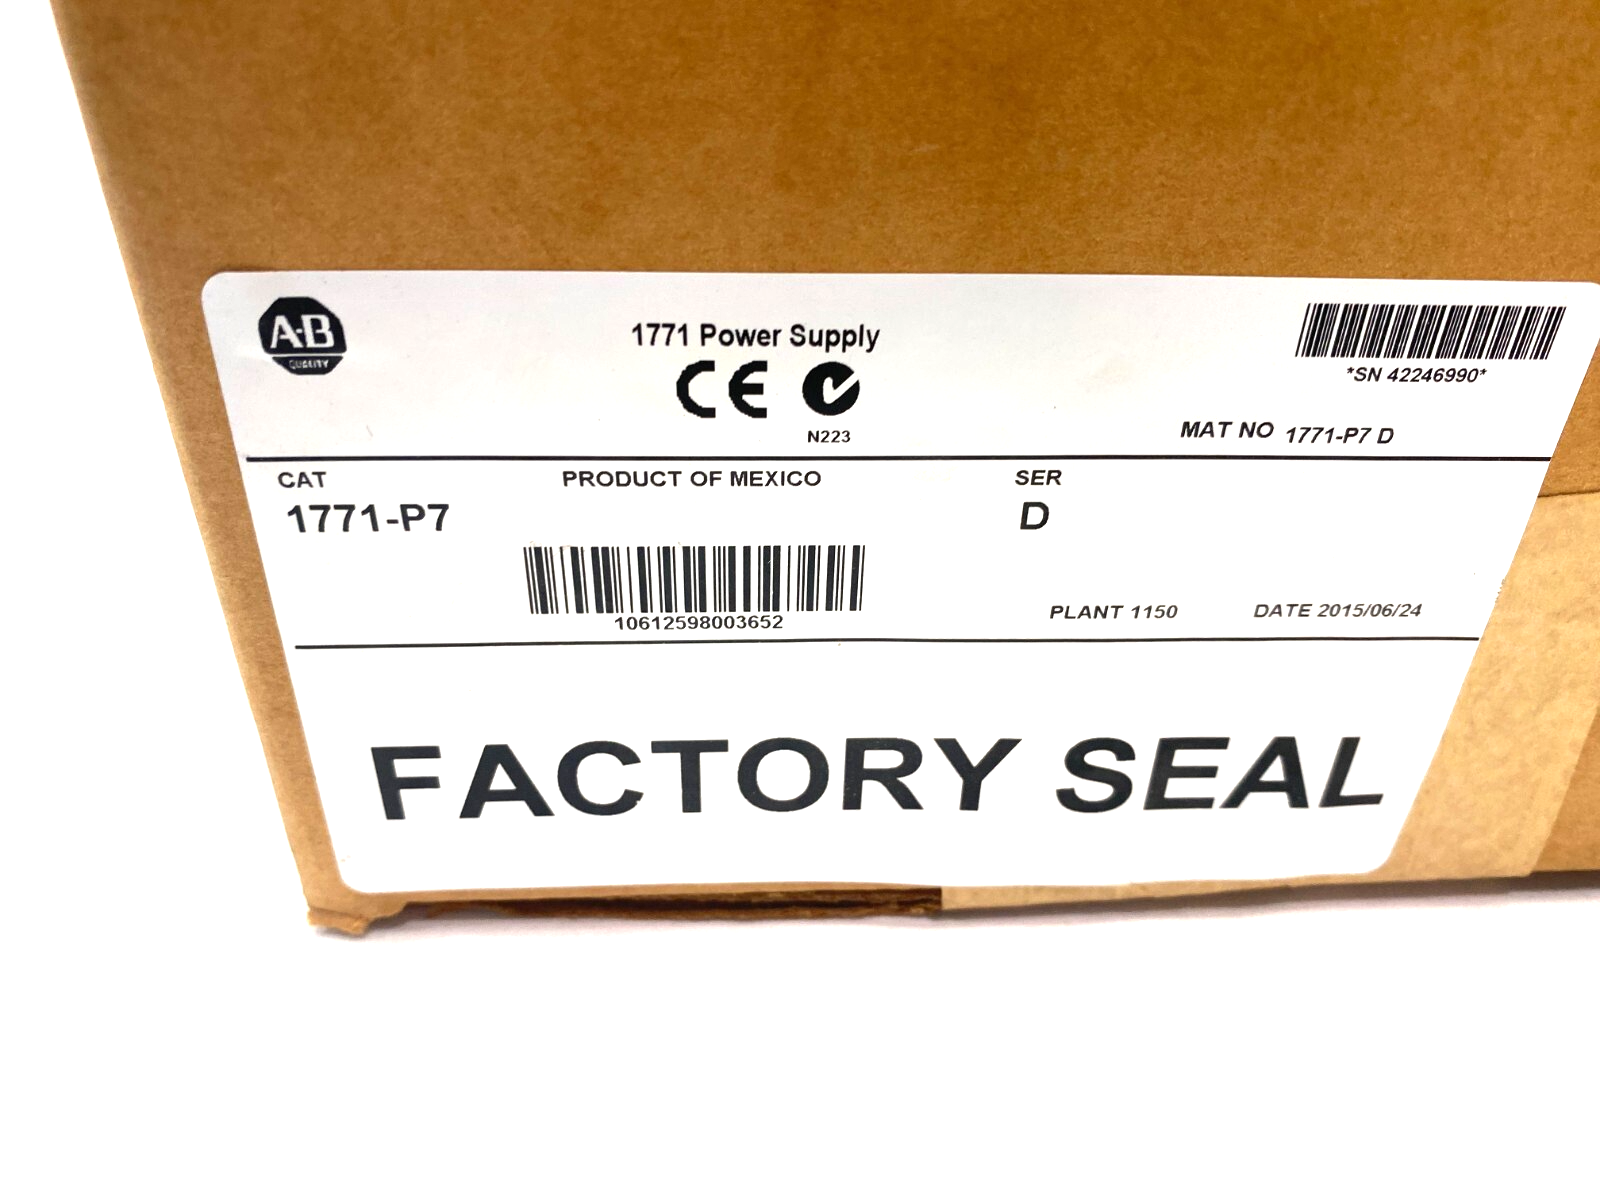 A-B
QUALITY
1771 Power Supply
CE
N223
*SN 42246990*
MAT NO 1771-P7 D
CAT
PRODUCT OF MEXICO
SER
1771-P7
D
10612598003652
PLANT 1150
DATE 2015/06/24
FACTORY SEAL